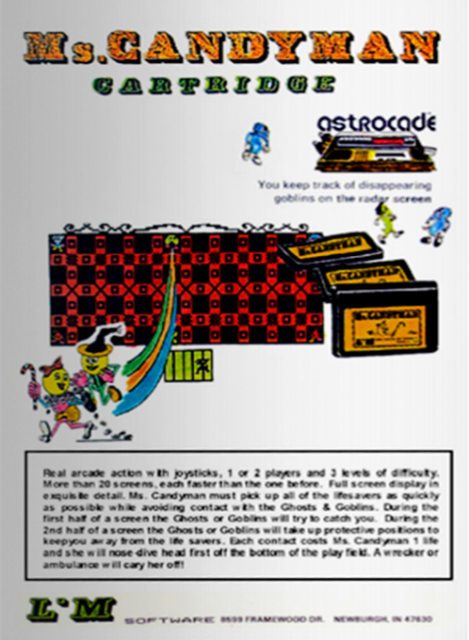 Ms. CANDYMAN
CARTRIDGE
astrocade™
You keep track of disappearing
goblins on the radar screen
Ms. CANDYMAN
Ms. CANDYMAN
Ms. CANDYMAN
Real arcade action with joysticks, 1 or 2 players and 3 levels of difficulty.
More than 20 screens, each faster than the one before. Full screen display in
exquisite detail. Ms. Candyman must pick up all of the lifesavers as quickly
as possible while avoiding contact with the Ghosts & Goblins. During the
first half of a screen the Ghosts or Goblins will try to catch you. During the
2nd half of a screen the Ghosts or Goblins will take up protective positions to
keepyou away from the life savers. Each contact costs Ms. Candyman 1 life
and she will nose-dive head first off the bottom of the play field. A wrecker or
ambulance will cary her off!
L'M SOFTWARE 8599 FRAMEWOOD DR. NEWBURGH, IN 47630